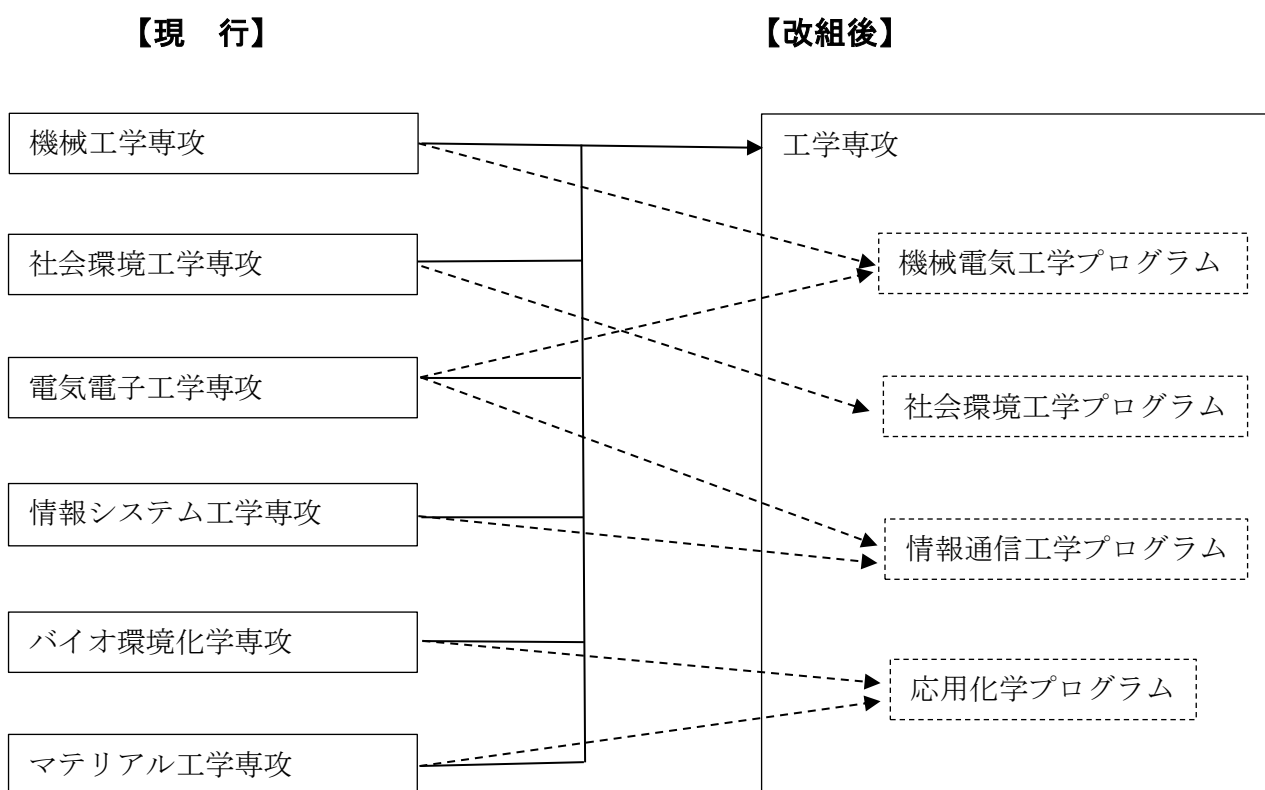 【現　行】
【改組後】
機械工学専攻
社会環境工学専攻
電気電子工学専攻
情報システム工学専攻
バイオ環境化学専攻
マテリアル工学専攻
工学専攻
機械電気工学プログラム
社会環境工学プログラム
情報通信工学プログラム
応用化学プログラム